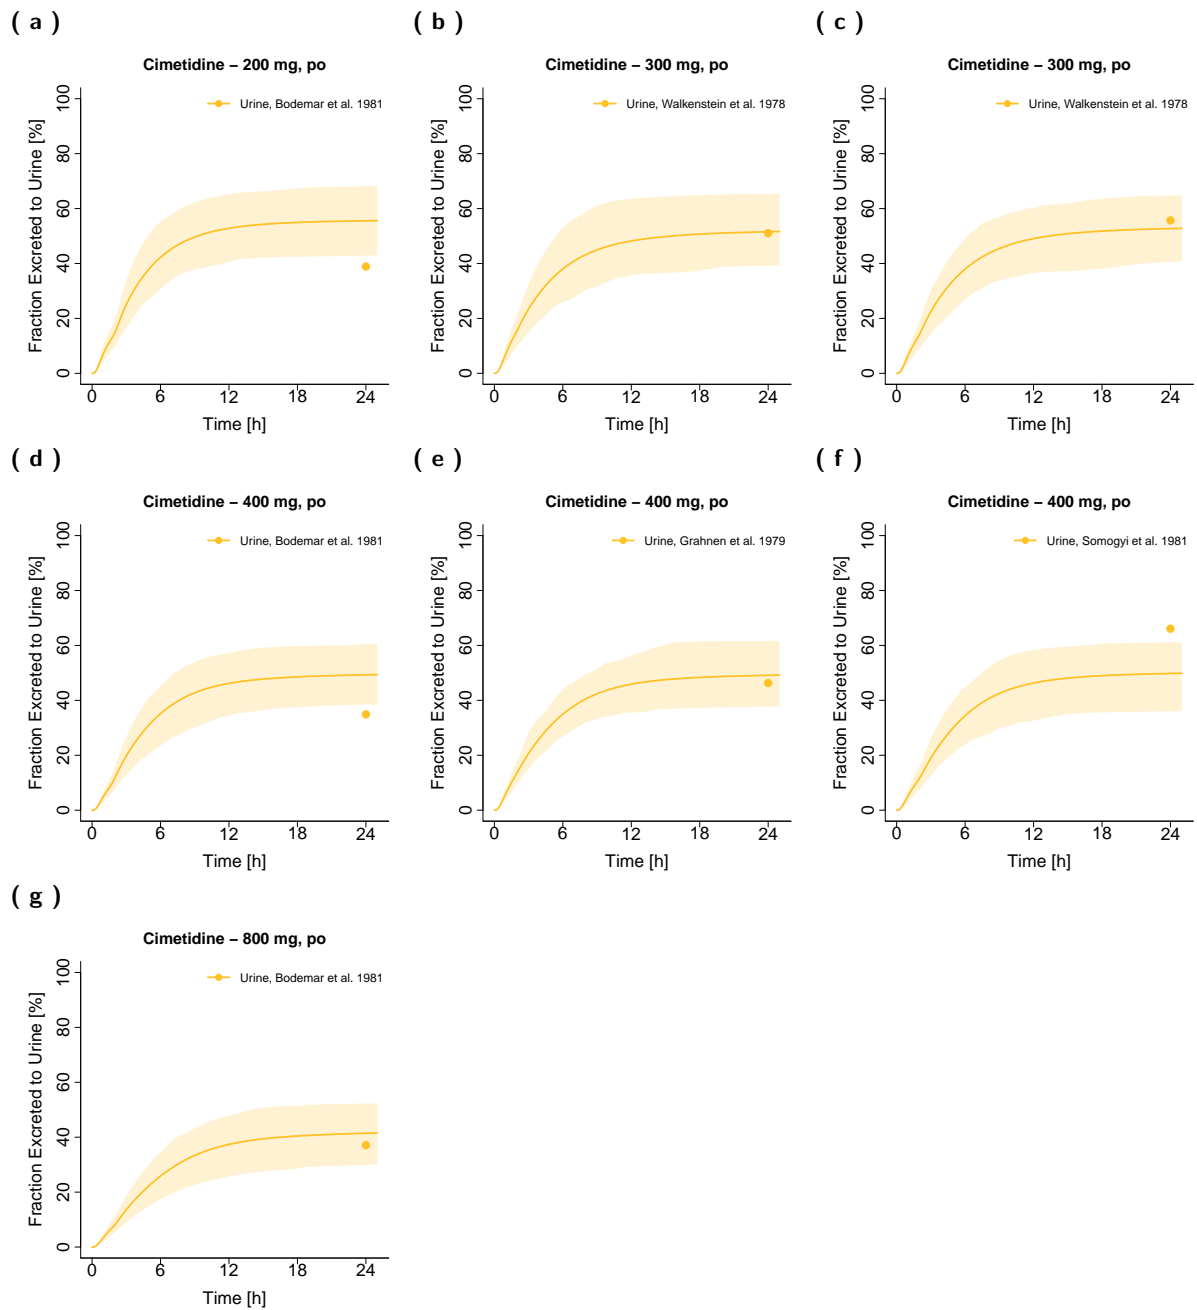 ( a )
Cimetidine – 200 mg, po
Urine, Bodemar et al. 1981
Fraction Excreted to Urine [%]
0 20 40 60 80 100
0 6 12 18 24
Time [h]
( b )
Cimetidine – 300 mg, po
Urine, Walkenstein et al. 1978
Fraction Excreted to Urine [%]
0 20 40 60 80 100
0 6 12 18 24
Time [h]
( c )
Cimetidine – 300 mg, po
Urine, Walkenstein et al. 1978
Fraction Excreted to Urine [%]
0 20 40 60 80 100
0 6 12 18 24
Time [h]
( d )
Cimetidine – 400 mg, po
Urine, Bodemar et al. 1981
Fraction Excreted to Urine [%]
0 20 40 60 80 100
0 6 12 18 24
Time [h]
( e )
Cimetidine – 400 mg, po
Urine, Grahnen et al. 1979
Fraction Excreted to Urine [%]
0 20 40 60 80 100
0 6 12 18 24
Time [h]
( f )
Cimetidine – 400 mg, po
Urine, Somogyi et al. 1981
Fraction Excreted to Urine [%]
0 20 40 60 80 100
0 6 12 18 24
Time [h]
( g )
Cimetidine – 800 mg, po
Urine, Bodemar et al. 1981
Fraction Excreted to Urine [%]
0 20 40 60 80 100
0 6 12 18 24
Time [h]